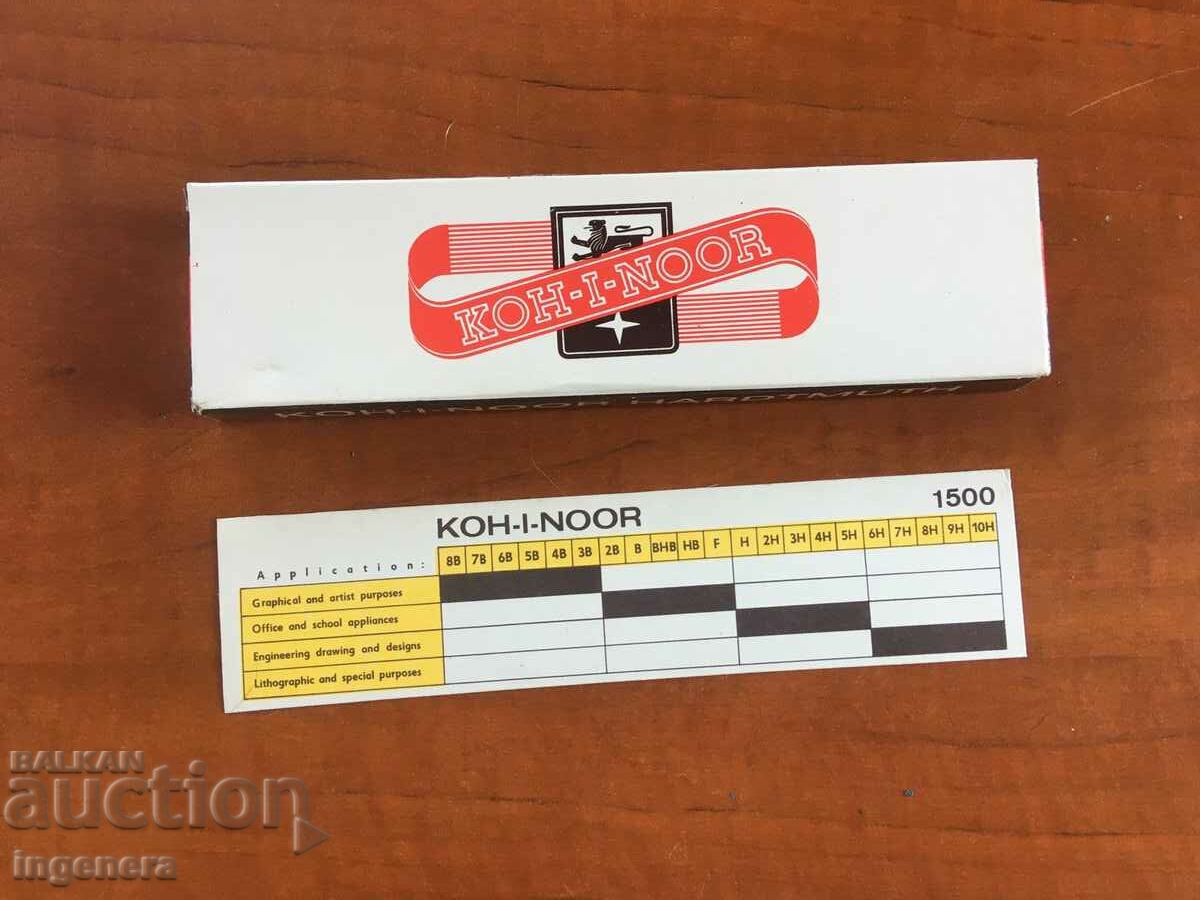 KOH-I-NOOR
KOH-I-NOOR HARDTMUTH
KOH-I-NOOR 1500
Application: 8B 7B 6B 5B 4B 3B 2B B BHB HB F H 2H 3H 4H 5H 6H 7H 8H 9H 10H
Graphical and artist purposes
Office and school appliances
Engineering drawing and designs
Lithographic and special purposes
BALKAN
auction
ingenera